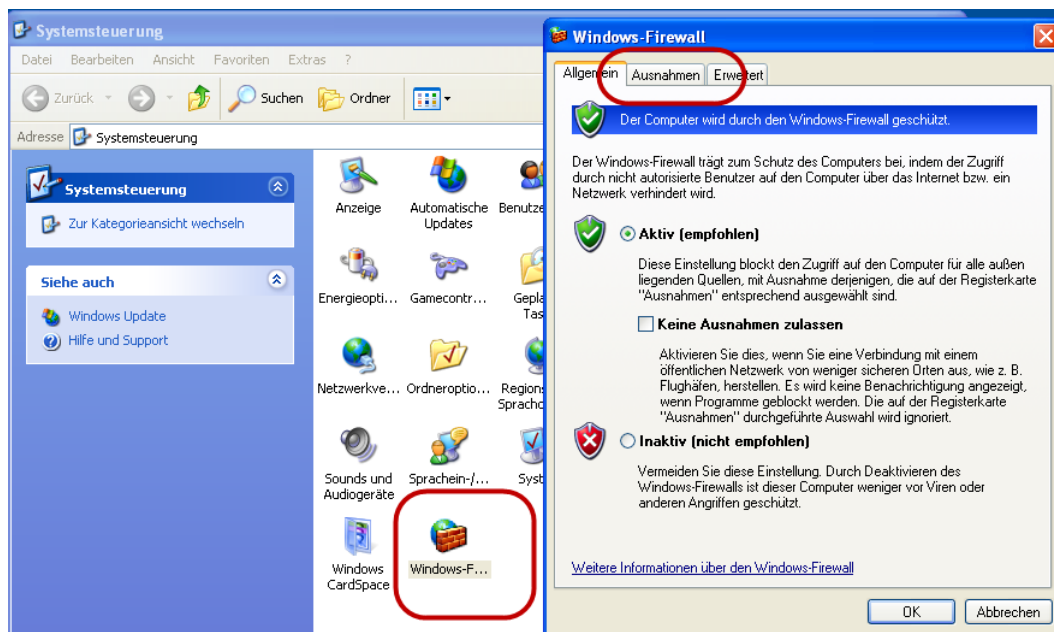 Systemsteuerung
Datei Bearbeiten Ansicht Favoriten Extras ?
Zurück Suchen Ordner
Adresse Systemsteuerung
Systemsteuerung
Zur Kategorieansicht wechseln
Siehe auch
Windows Update
Hilfe und Support
Anzeige
Automatische
Updates
Benutze
Energieopti...
Gamecontr...
Gepla
Tas
Netzwerkve...
Ordneroptio...
Region
Sprach
Sounds und
Audiogeräte
Sprachein-/...
Syst
Windows
CardSpace
Windows-F...
Windows-Firewall
Allgemein Ausnahmen Erweitert
Der Computer wird durch den Windows-Firewall geschützt.
Der Windows-Firewall trägt zum Schutz des Computers bei, indem der Zugriff
durch nicht autorisierte Benutzer auf den Computer über das Internet bzw. ein
Netzwerk verhindert wird.
Aktiv (empfohlen)
Diese Einstellung blockt den Zugriff auf den Computer für alle außen
liegenden Quellen, mit Ausnahme derjenigen, die auf der Registerkarte
"Ausnahmen" entsprechend ausgewählt sind.
Keine Ausnahmen zulassen
Aktivieren Sie dies, wenn Sie eine Verbindung mit einem
öffentlichen Netzwerk von weniger sicheren Orten aus, wie z. B.
Flughäfen, herstellen. Es wird keine Benachrichtigung angezeigt,
wenn Programme geblockt werden. Die auf der Registerkarte
"Ausnahmen" durchgeführte Auswahl wird ignoriert.
Inaktiv (nicht empfohlen)
Vermeiden Sie diese Einstellung. Durch Deaktivieren des
Windows-Firewalls ist dieser Computer weniger vor Viren oder
anderen Angriffen geschützt.
Weitere Informationen über den Windows-Firewall
OK Abbrechen